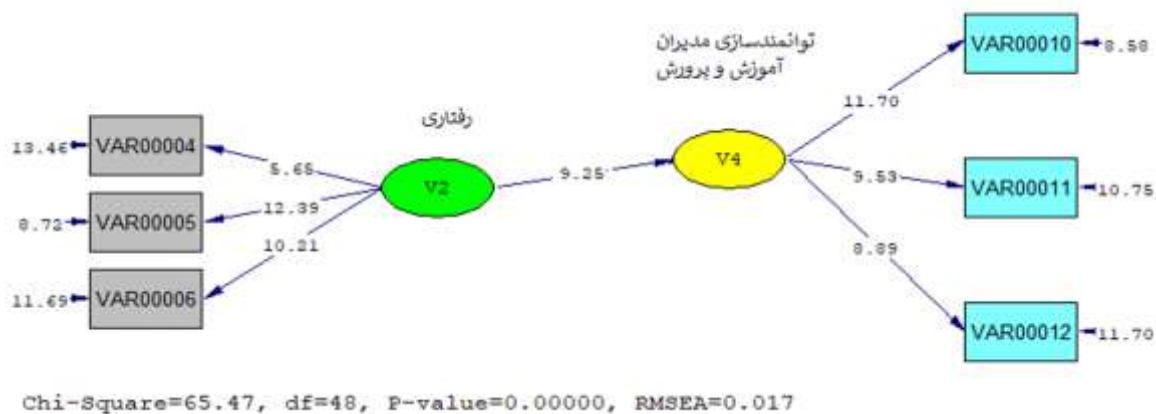 توانمندسازی مدیران
آموزش و پرورش
رفتاری
VAR00010
8.58
11.70
VAR00004
13.46
5.65
V2
9.25
V4
9.53
VAR00011
10.75
VAR00005
8.72
12.39
10.21
8.89
VAR00006
11.69
VAR00012
11.70
Chi-Square=65.47, df=48, P-value=0.00000, RMSEA=0.017